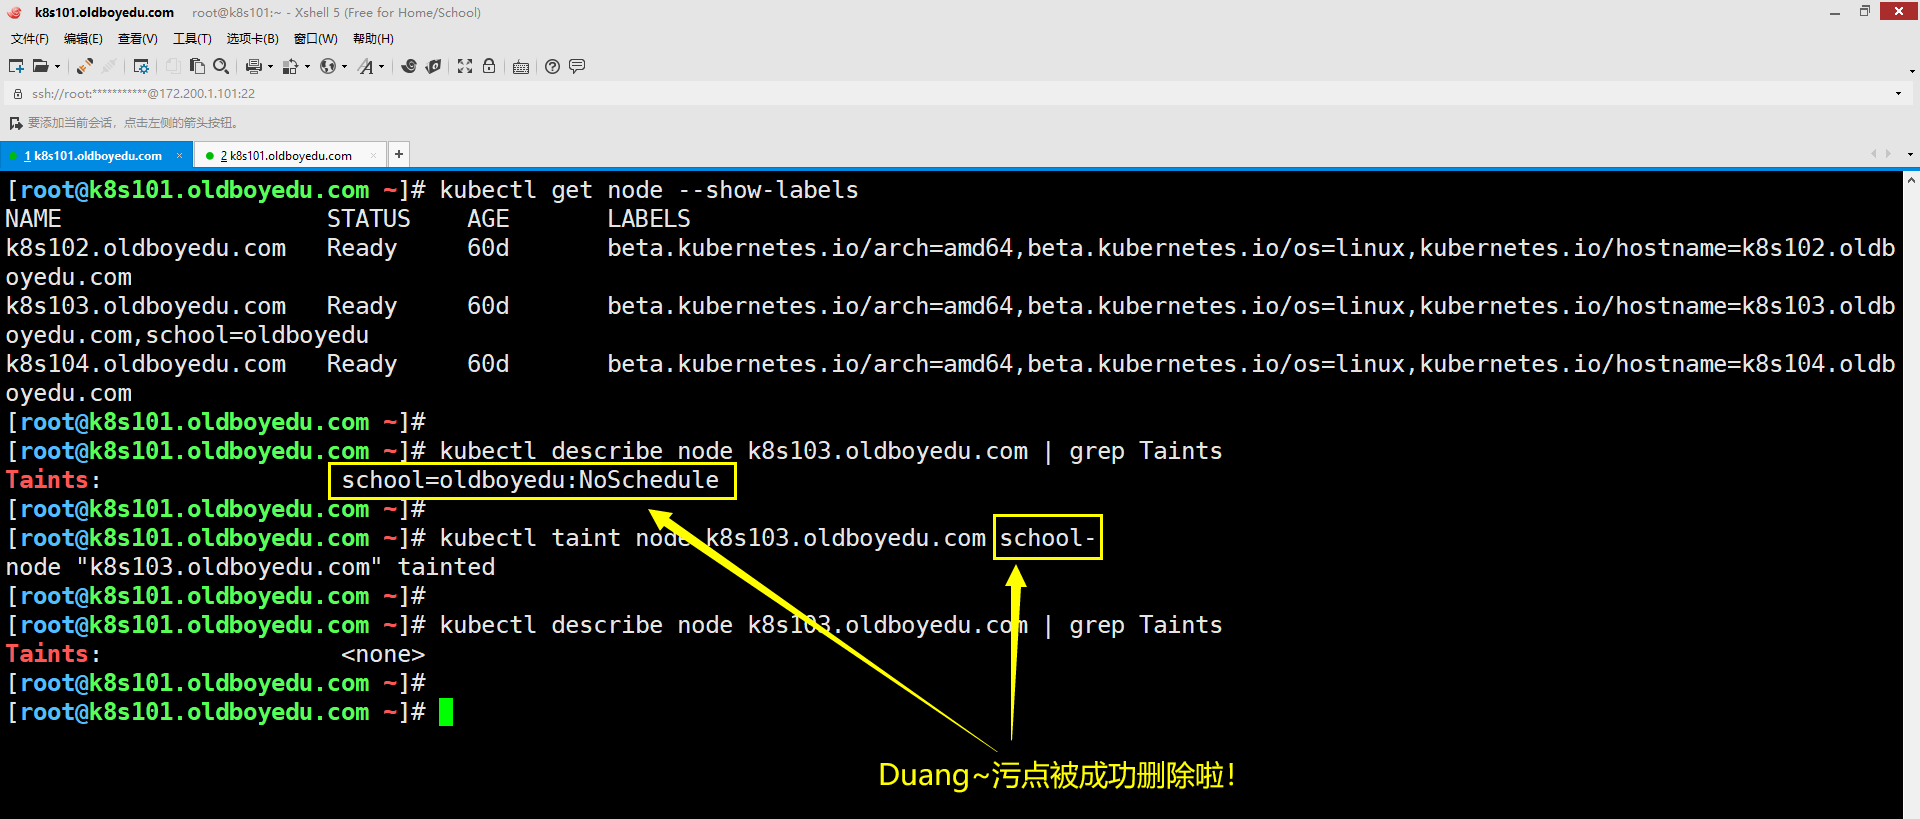 k8s101.oldboyedu.com root@k8s101:~ - Xshell 5 (Free for Home/School)
文件(F) 编辑(E) 查看(V) 工具(T) 选项卡(B) 窗口(W) 帮助(H)
ssh://root:***********@172.200.1.101:22
要添加当前会话，点击左侧的箭头按钮。
1 k8s101.oldboyedu.com × 2 k8s101.oldboyedu.com × +
[root@k8s101.oldboyedu.com ~]# kubectl get node --show-labels
NAME STATUS AGE LABELS
k8s102.oldboyedu.com Ready 60d beta.kubernetes.io/arch=amd64,beta.kubernetes.io/os=linux,kubernetes.io/hostname=k8s102.oldb
oyedu.com
k8s103.oldboyedu.com Ready 60d beta.kubernetes.io/arch=amd64,beta.kubernetes.io/os=linux,kubernetes.io/hostname=k8s103.oldb
oyedu.com,school=oldboyedu
k8s104.oldboyedu.com Ready 60d beta.kubernetes.io/arch=amd64,beta.kubernetes.io/os=linux,kubernetes.io/hostname=k8s104.oldb
oyedu.com
[root@k8s101.oldboyedu.com ~]#
[root@k8s101.oldboyedu.com ~]# kubectl describe node k8s103.oldboyedu.com | grep Taints
Taints: school=oldboyedu:NoSchedule
[root@k8s101.oldboyedu.com ~]#
[root@k8s101.oldboyedu.com ~]# kubectl taint node k8s103.oldboyedu.com school-
node "k8s103.oldboyedu.com" tainted
[root@k8s101.oldboyedu.com ~]#
[root@k8s101.oldboyedu.com ~]# kubectl describe node k8s103.oldboyedu.com | grep Taints
Taints: <none>
[root@k8s101.oldboyedu.com ~]#
[root@k8s101.oldboyedu.com ~]#
Duang~污点被成功删除啦！